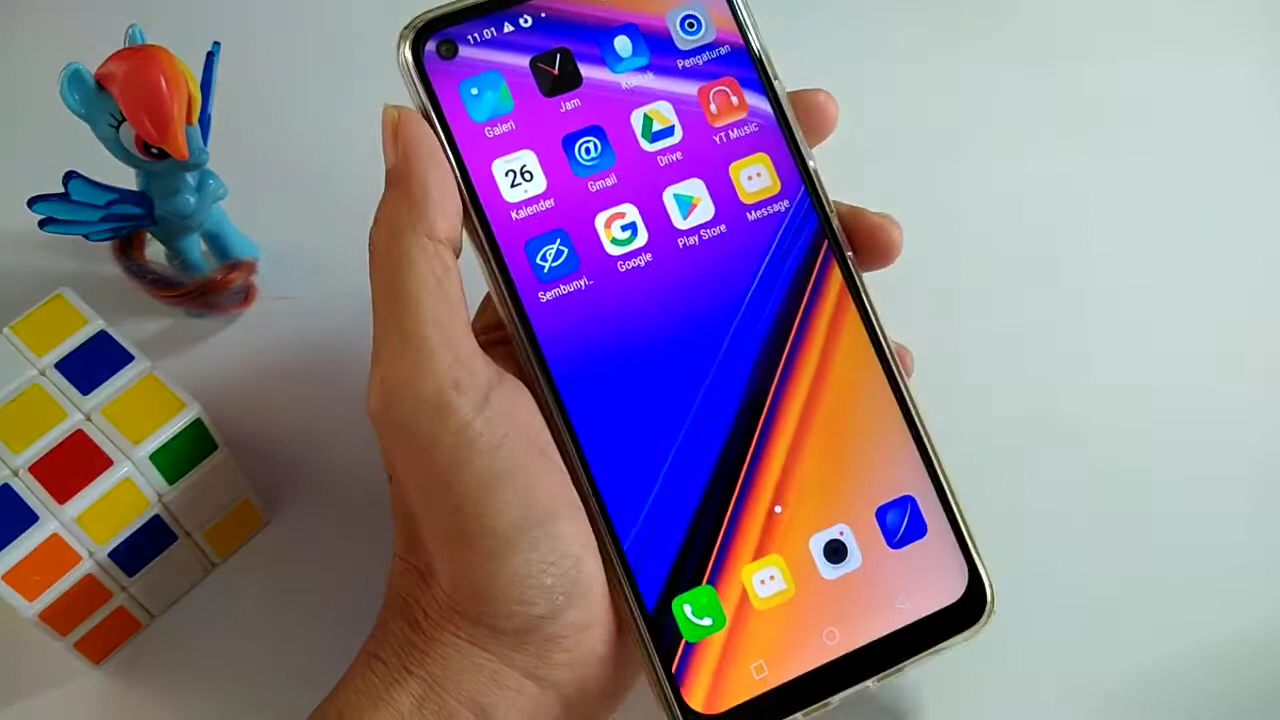 11.01
Galeri
Jam
Kontak
Pengaturan
26
Kalender
Gmail
Drive
YT Music
Sembunyi..
Google
Play Store
Message